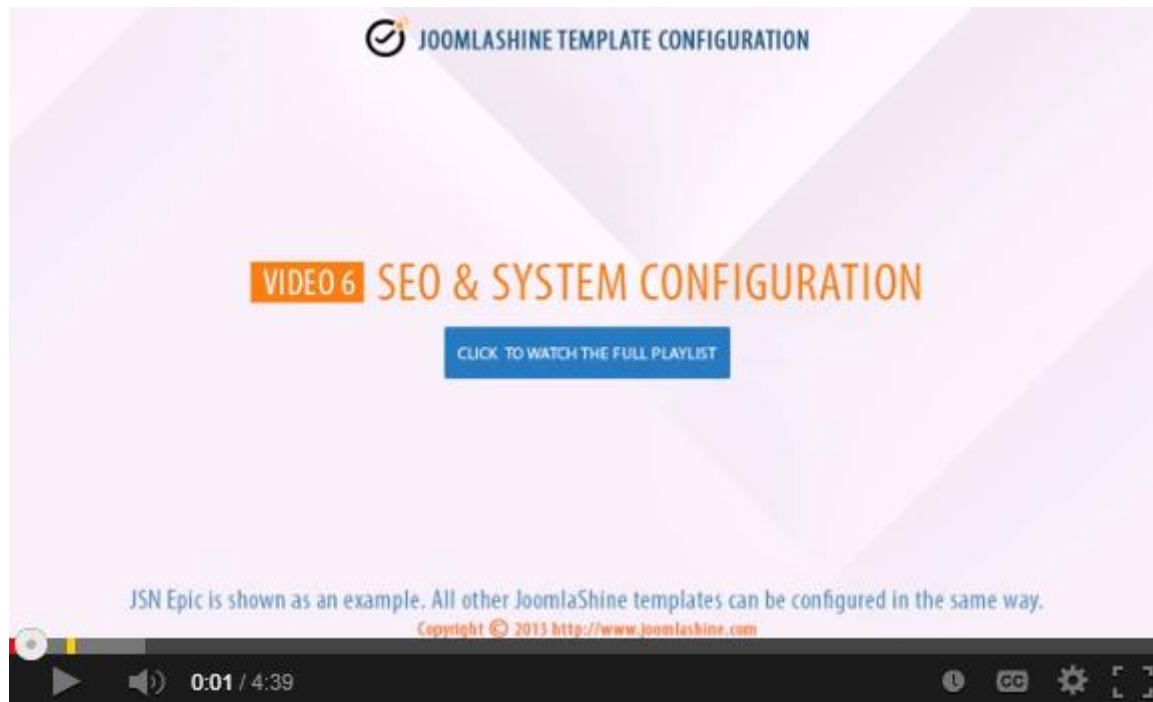 JOOMLASHINE TEMPLATE CONFIGURATION
VIDEO 6 SEO & SYSTEM CONFIGURATION
CLICK TO WATCH THE FULL PLAYLIST
JSN Epic is shown as an example. All other JoomlaShine templates can be configured in the same way.
Copyright © 2013 http://www.joomlashine.com
0:01 / 4:39
CC